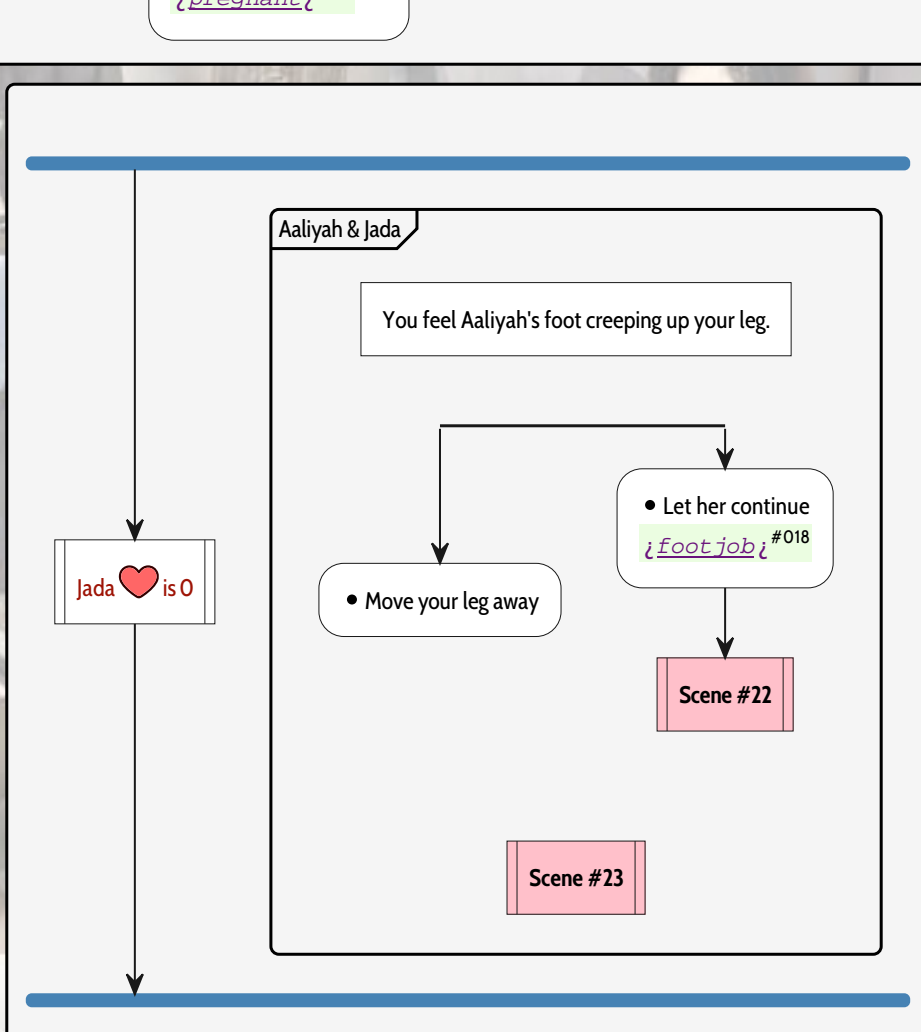 ¿pregnant¿
Aaliyah & Jada
You feel Aaliyah's foot creeping up your leg.
• Let her continue
¿footjob¿#018
• Move your leg away
Jada ❤ is 0
Scene #22
Scene #23